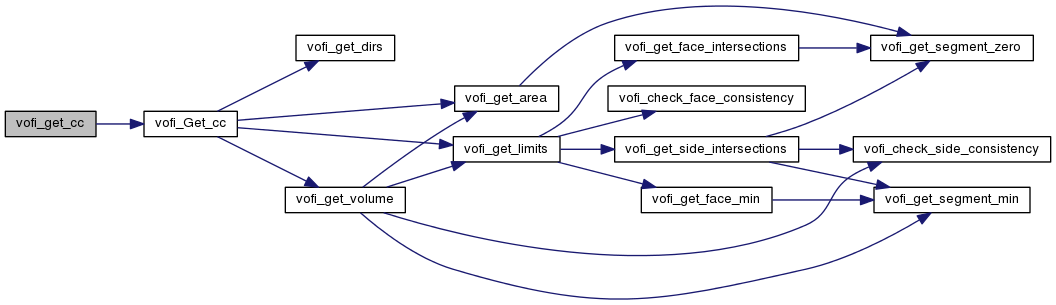 vofi_get_cc
vofi_Get_cc
vofi_get_dirs
vofi_get_area
vofi_get_limits
vofi_get_volume
vofi_get_face_intersections
vofi_check_face_consistency
vofi_get_side_intersections
vofi_get_face_min
vofi_get_segment_zero
vofi_check_side_consistency
vofi_get_segment_min